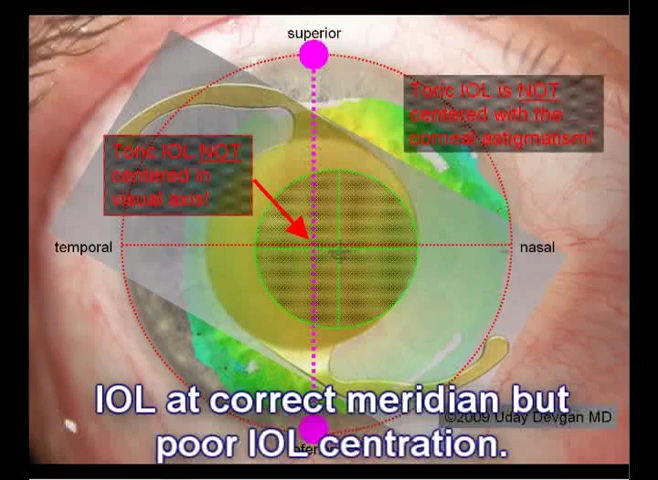 superior
Toric IOL is NOT
centered with the
corneal astigmatism!
Toric IOL NOT
centered in
visual axis!
temporal
nasal
IOL at correct meridian but
©2009 Uday Devgan MD
poor IOL centration.